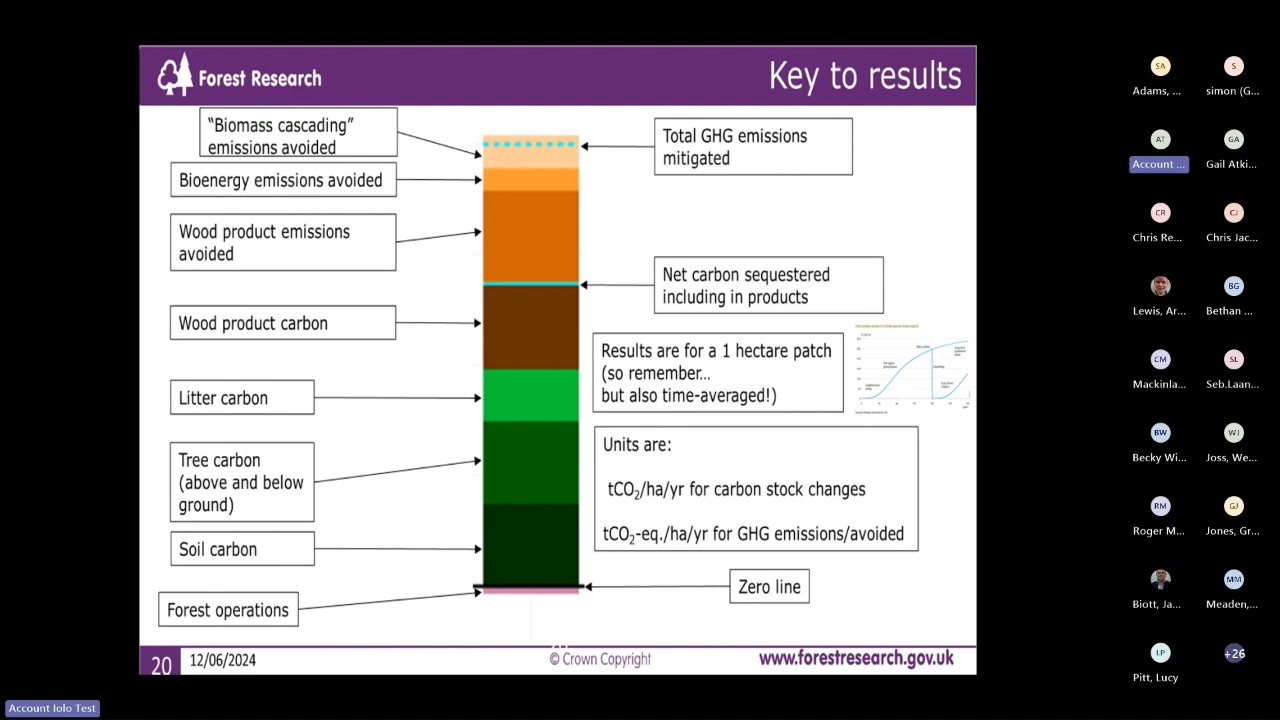 Forest Research
Key to results
“Biomass cascading”
emissions avoided
Bioenergy emissions avoided
Wood product emissions
avoided
Wood product carbon
Litter carbon
Tree carbon
(above and below
ground)
Soil carbon
Forest operations
Total GHG emissions
mitigated
Net carbon sequestered
including in products
Results are for a 1 hectare patch
(so remember...
but also time-averaged!)
Units are:
tCO₂/ha/yr for carbon stock changes
tCO₂-eq./ha/yr for GHG emissions/avoided
Zero line
20
12/06/2024
© Crown Copyright
www.forestresearch.gov.uk
SA
Adams, ...
S
simon (G...
AT
Account ...
GA
Gail Atki...
CR
Chris Re...
CJ
Chris Jac...
Lewis, Ar...
BG
Bethan ...
CM
Mackinla...
SL
Seb.Laan...
BW
Becky Wi...
WJ
Joss, We...
RM
Roger M...
GJ
Jones, Gr...
Biott, Ja...
MM
Meaden,...
LP
Pitt, Lucy
+26
Account Iolo Test